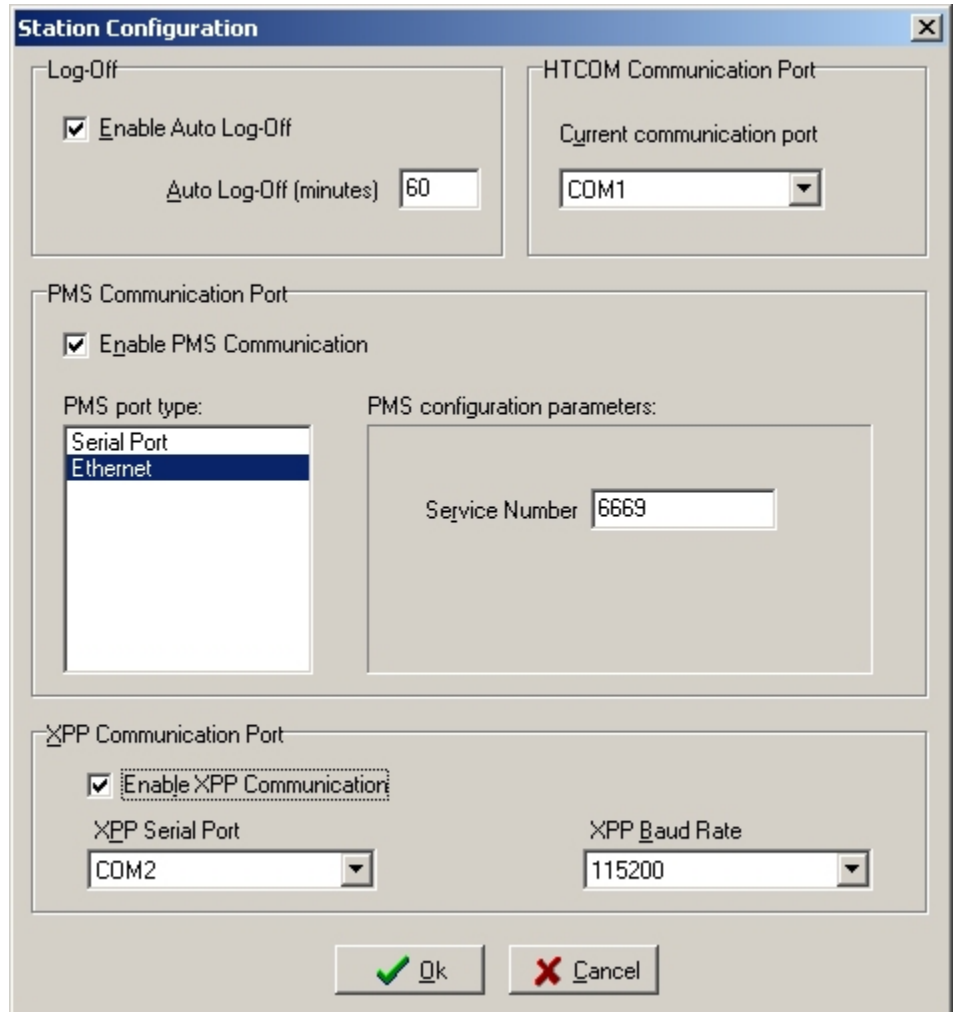 Station Configuration
Log-Off
Enable Auto Log-Off
Auto Log-Off (minutes) 60
HTCOM Communication Port
Current communication port
COM1
PMS Communication Port
Enable PMS Communication
PMS port type:
Serial Port
Ethernet
PMS configuration parameters:
Service Number 6669
XPP Communication Port
Enable XPP Communication
XPP Serial Port
COM2
XPP Baud Rate
115200
Ok
Cancel